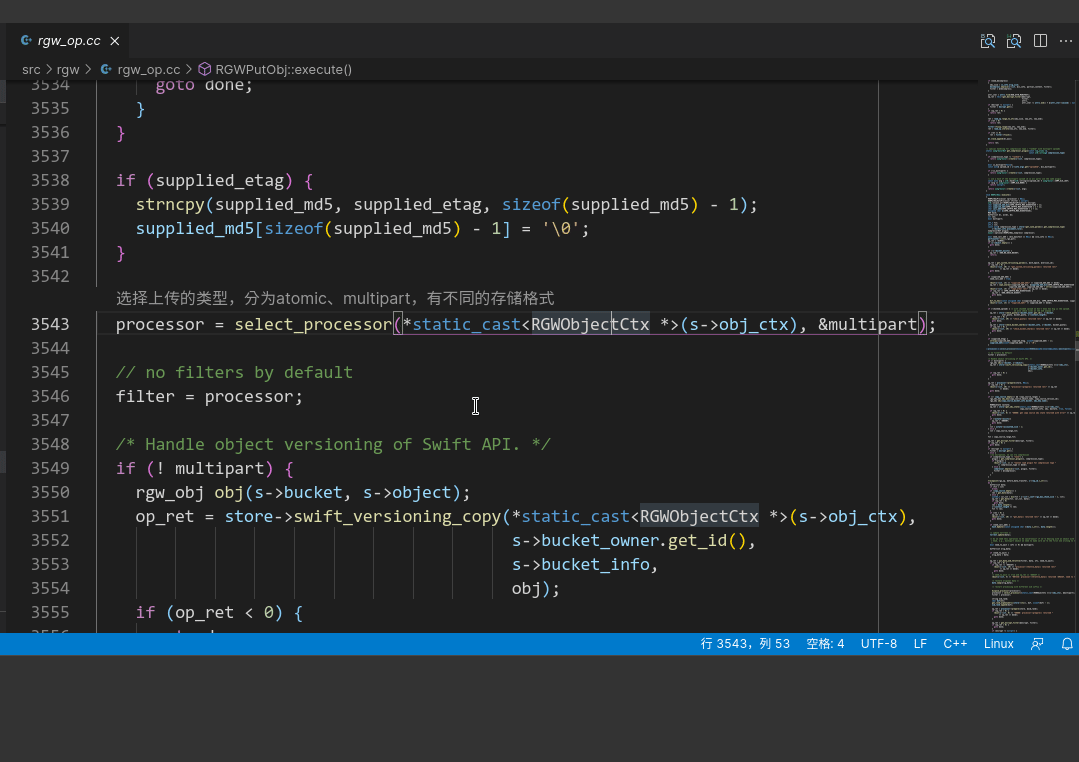 rgw_op.cc
src > rgw > rgw_op.cc > RGWPutObj::execute()
3534 goto done;
3535 }
3536 }
3537
3538 if (supplied_etag) {
3539 strncpy(supplied_md5, supplied_etag, sizeof(supplied_md5) - 1);
3540 supplied_md5[sizeof(supplied_md5) - 1] = '\0';
3541 }
3542
选择上传的类型，分为atomic、multipart，有不同的存储格式
3543 processor = select_processor(*static_cast<RGWObjectCtx *>(s->obj_ctx), &multipart);
3544
3545 // no filters by default
3546 filter = processor;
3547
3548 /* Handle object versioning of Swift API. */
3549 if (! multipart) {
3550 rgw_obj obj(s->bucket, s->object);
3551 op_ret = store->swift_versioning_copy(*static_cast<RGWObjectCtx *>(s->obj_ctx),
3552 s->bucket_owner.get_id(),
3553 s->bucket_info,
3554 obj);
3555 if (op_ret < 0) {
行 3543，列 53 空格: 4 UTF-8 LF C++ Linux